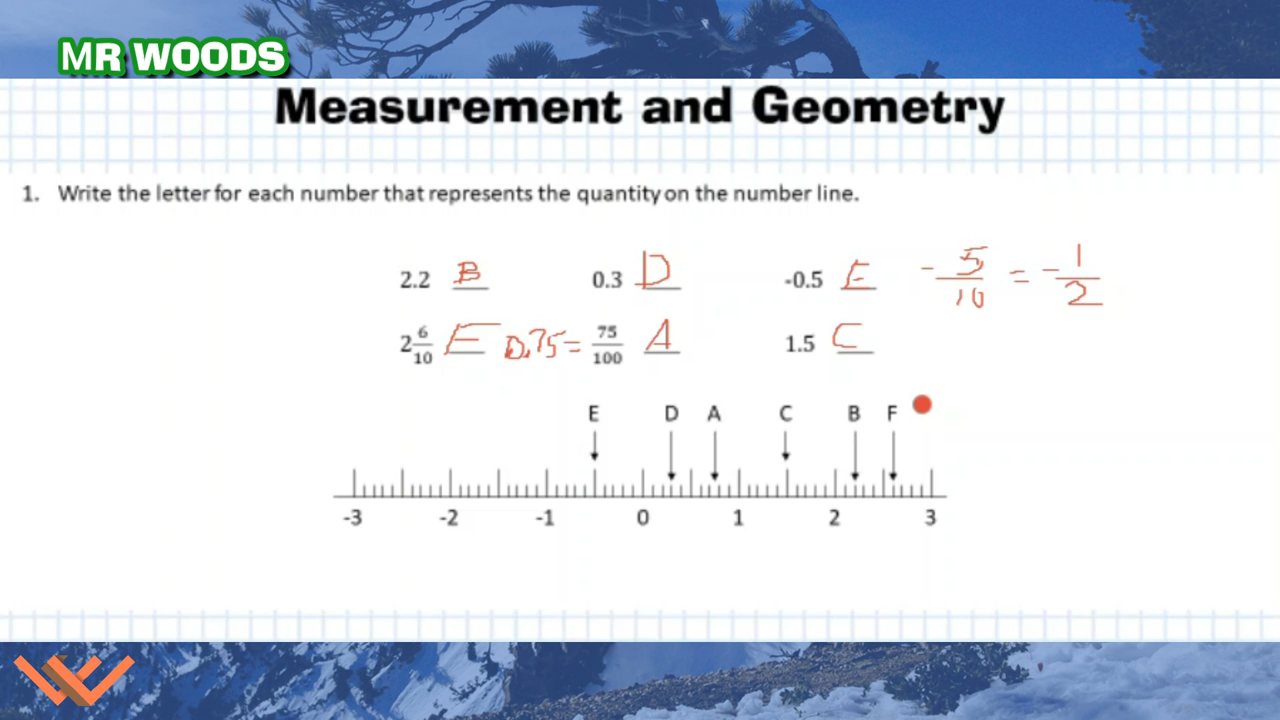 MR WOODS
Measurement and Geometry
1. Write the letter for each number that represents the quantity on the number line.
2.2 B 0.3 D -0.5 E - 5/10 = - 1/2
2 6/10 E 0.75 = 75/100 A 1.5 C
E D A C B F
-3 -2 -1 0 1 2 3